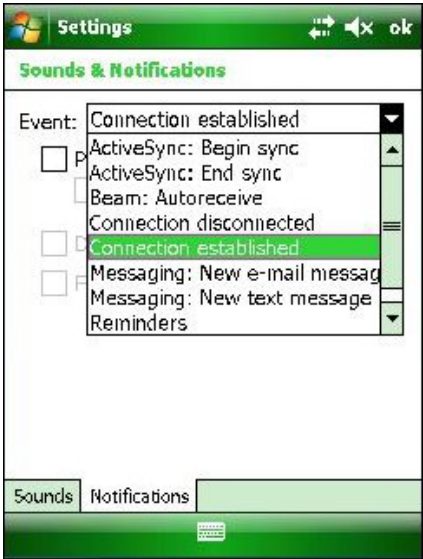 Settings
ok
Sounds & Notifications
Event: Connection established
ActiveSync: Begin sync
ActiveSync: End sync
Beam: Autoreceive
Connection disconnected
Connection established
Messaging: New e-mail messag
Messaging: New text message
Reminders
Sounds
Notifications